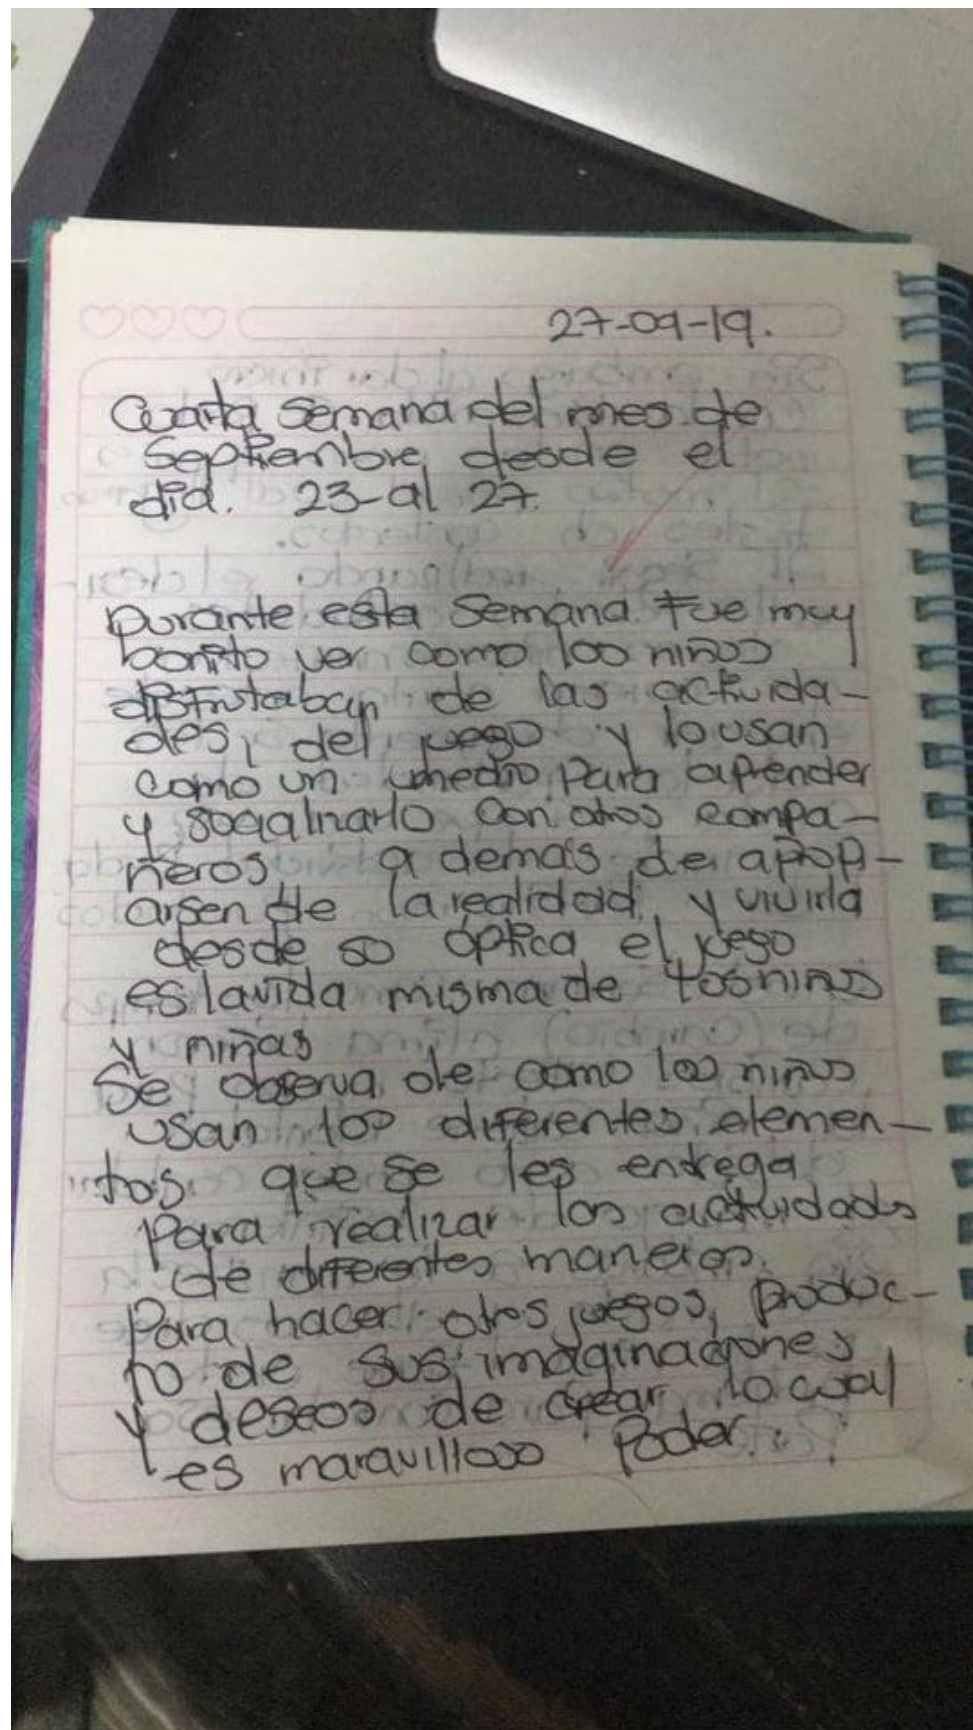 27-09-19.
Cuarta semana del mes de
Septiembre, desde el
día. 23-al 27.
Durante esta semana fue muy
bonito ver como los niños
disfrutaban de las activida-
des, del juego y lo usan
como un medio para aprender
y socializarlo con otros compa-
ñeros, a demás de apropi-
arsen de la realidad, y vivirla
desde so óptica, el juego
es la vida misma de los niños
y niñas
Se observa de como los niños
usan los diferentes elemen-
tos que se les entrega
para realizar las actividades
de diferentes maneras.
Para hacer otros juegos, produc-
to de sus imaginaciones,
y deseos de crear, lo cual
es maravilloso Poder.